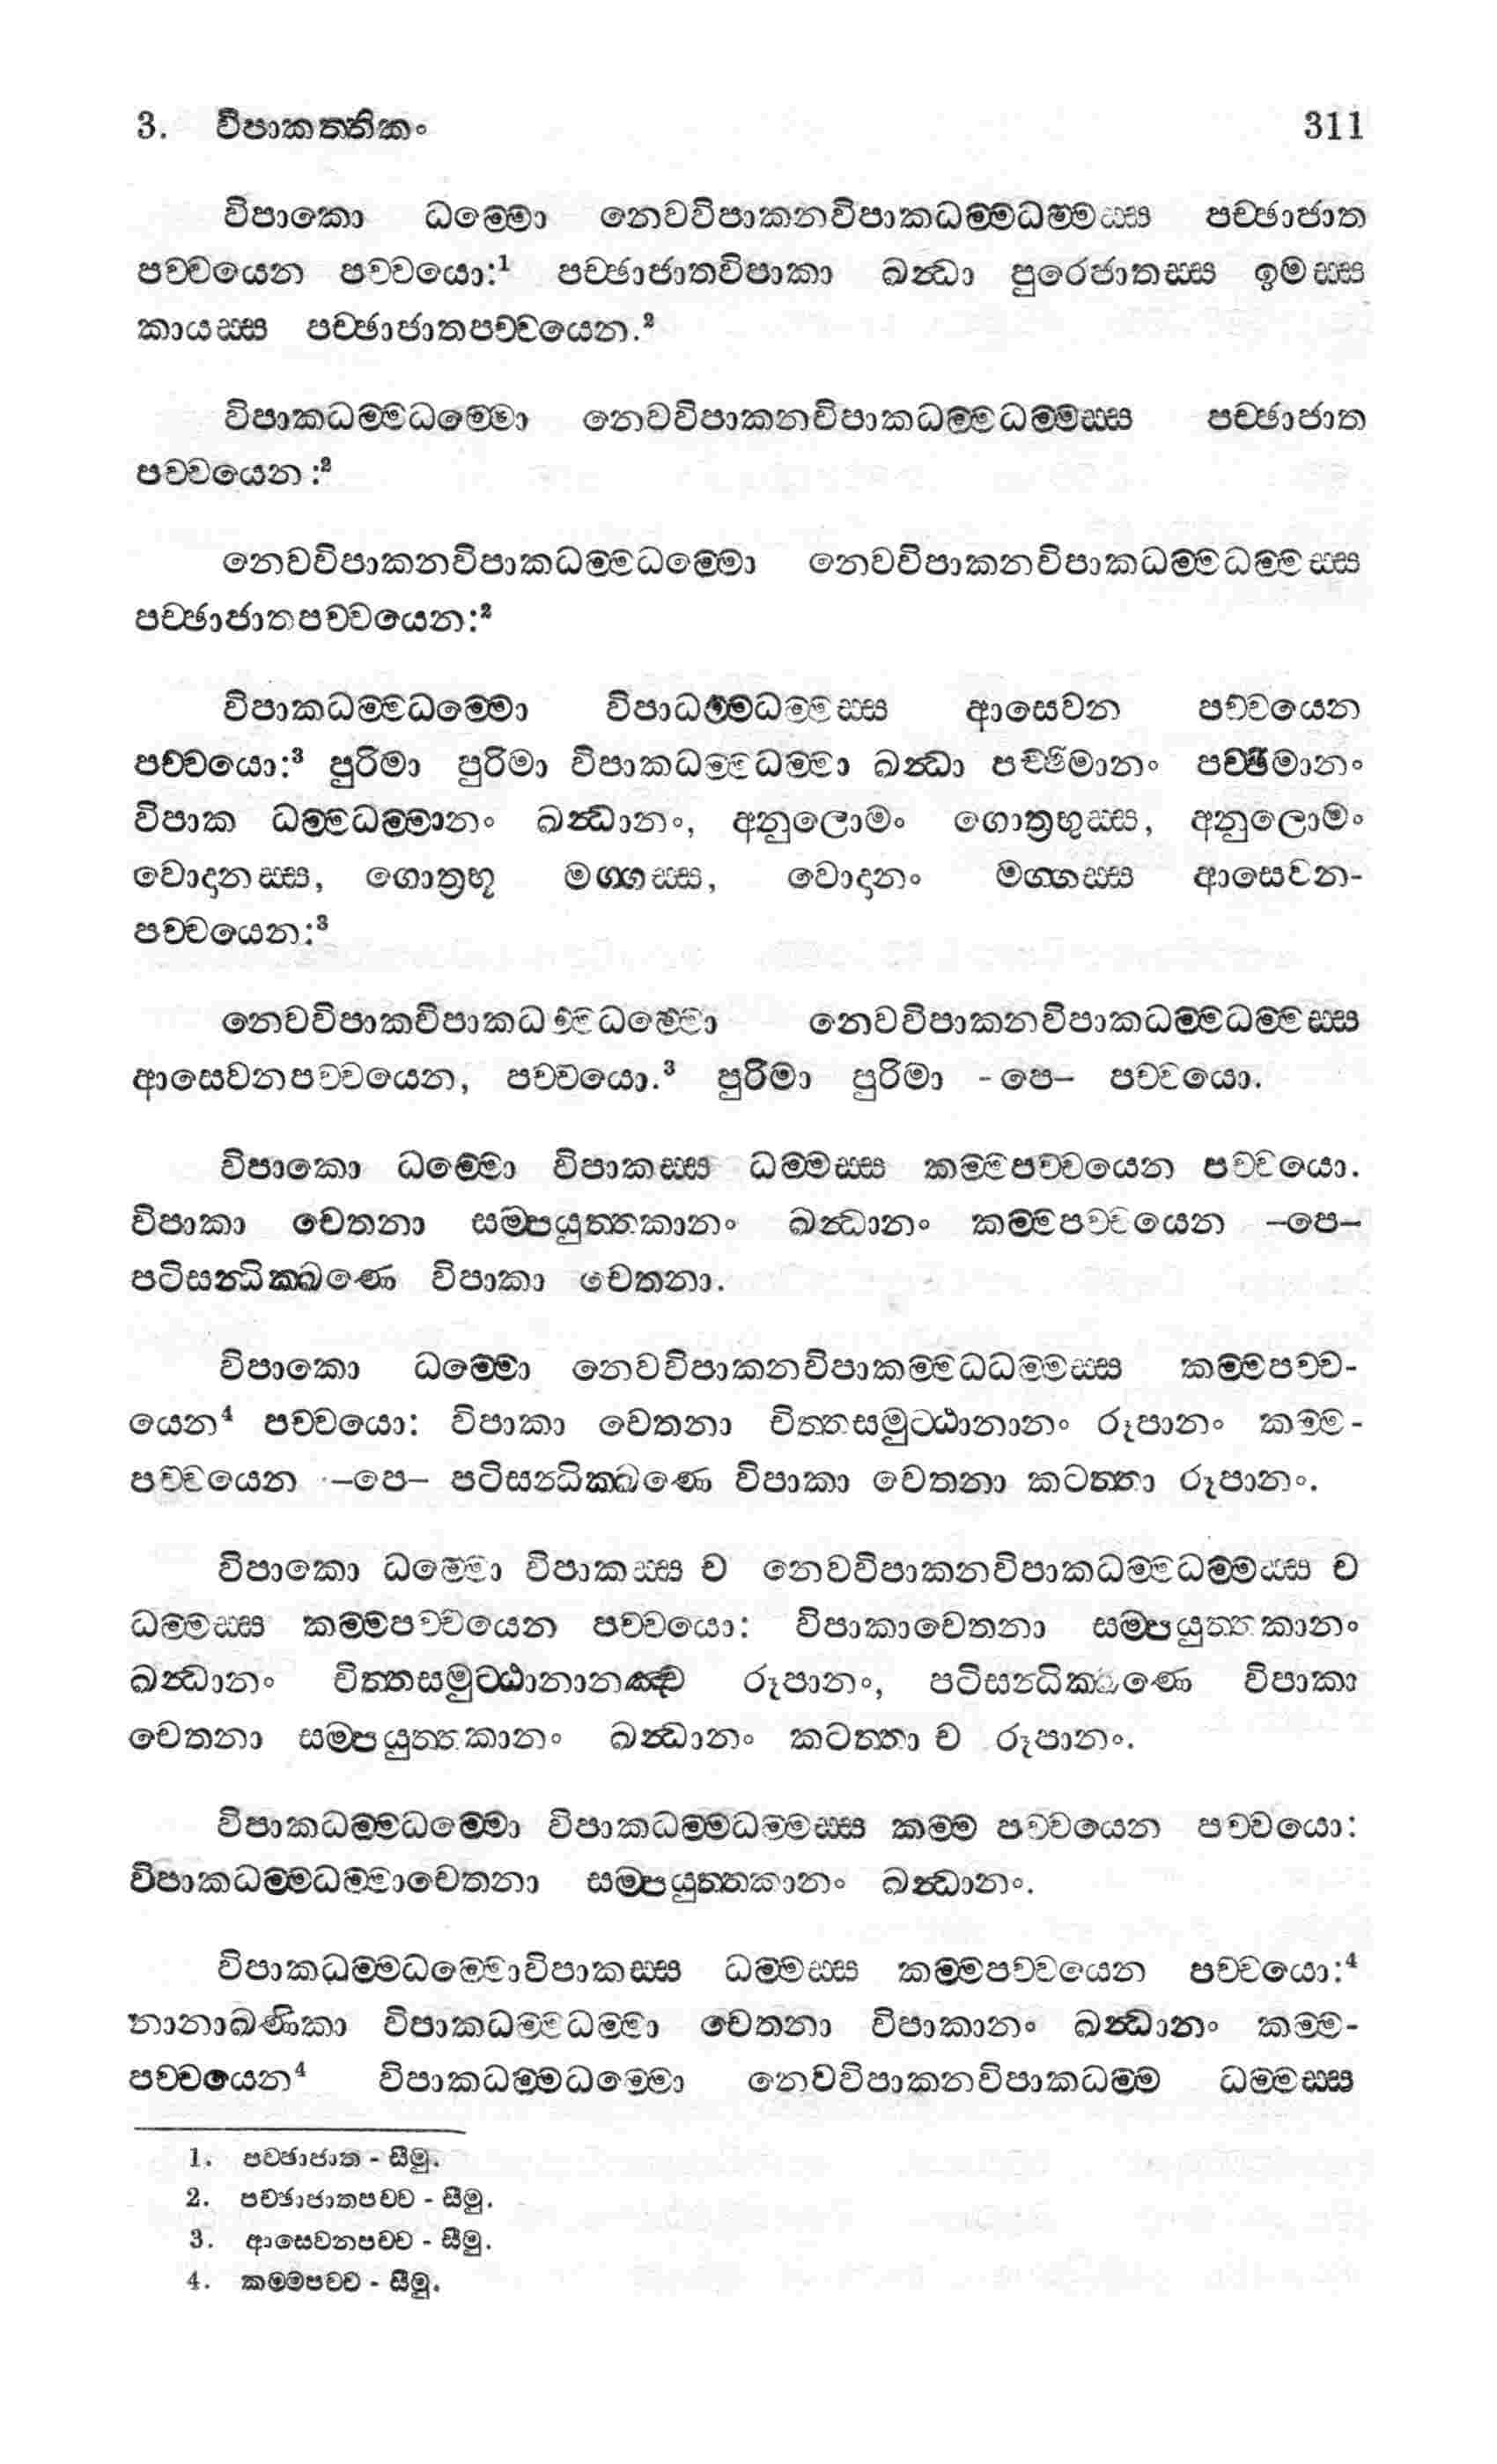 3. විපාකත්තිකං 311
විපාකො ධම්මො නෙවවිපාකනවිපාකධම්මධම්මස්ස පච්ඡාජාත
පච්චයෙන පච්චයො:¹ පච්ඡාජාතවිපාකා ඛන්ධා පුරෙජාතස්ස ඉමස්ස
කායස්ස පච්ඡාජාතපච්චයෙන.²
විපාකධම්මධම්මො නෙවවිපාකනවිපාකධම්මධම්මස්ස පච්ඡාජාත
පච්චයෙන:²
නෙවවිපාකනවිපාකධම්මධම්මො නෙවවිපාකනවිපාකධම්මධම්මස්ස
පච්ඡාජාතපච්චයෙන:²
විපාකධම්මධම්මො විපාධම්මධම්මස්ස ආසෙවන පච්චයෙන
පච්චයො:³ පුරිමා පුරිමා විපාකධම්මධම්මා ඛන්ධා පච්ඡිමානං පච්ඡිමානං
විපාක ධම්මධම්මානං ඛන්ධානං, අනුලොමං ගොත්‍රභුස්ස, අනුලොමං
වොදානස්ස, ගොත්‍රභූ මග්ගස්ස, වොදානං මග්ගස්ස ආසෙවන-
පච්චයෙන:³
නෙවවිපාකවිපාකධම්මධම්මො නෙවවිපාකනවිපාකධම්මධම්මස්ස
ආසෙවනපච්චයෙන, පච්චයො.³ පුරිමා පුරිමා -පෙ– පච්චයො.
විපාකො ධම්මො විපාකස්ස ධම්මස්ස කම්මපච්චයෙන පච්චයො.
විපාකා චෙතනා සම්පයුත්තකානං ඛන්ධානං කම්මපච්චයෙන –පෙ–
පටිසන්ධික්ඛණෙ විපාකා චෙතනා.
විපාකො ධම්මො නෙවවිපාකනවිපාකම්මධධම්මස්ස කම්මපච්ච-
යෙන⁴ පච්චයො: විපාකා චෙතනා චිත්තසමුට්ඨානානං රූපානං කම්ම-
පච්චයෙන –පෙ– පටිසන්ධික්ඛණෙ විපාකා චෙතනා කටත්තා රූපානං.
විපාකො ධම්මො විපාකස්ස ච නෙවවිපාකනවිපාකධම්මධම්මස්ස ච
ධම්මස්ස කම්මපච්චයෙන පච්චයො: විපාකාචෙතනා සම්පයුත්තකානං
ඛන්ධානං චිත්තසමුට්ඨානානඤ්ච රූපානං, පටිසන්ධික්ඛණෙ විපාකා
චෙතනා සම්පයුත්තකානං ඛන්ධානං කටත්තා ච රූපානං.
විපාකධම්මධම්මො විපාකධම්මධම්මස්ස කම්ම පච්චයෙන පච්චයො:
විපාකධම්මධම්මාචෙතනා සම්පයුත්තකානං ඛන්ධානං.
විපාකධම්මධම්මොවිපාකස්ස ධම්මස්ස කම්මපච්චයෙන පච්චයො:⁴
නානාඛණිකා විපාකධම්මධම්මා චෙතනා විපාකානං ඛන්ධානං කම්ම-
පච්චයෙන⁴ විපාකධම්මධම්මො නෙවවිපාකනවිපාකධම්ම ධම්මස්ස
1. පච්ඡාජාත - සීමු.
2. පච්ඡාජාතපච්ච - සීමු.
3. ආසෙවනපච්ච - සීමු.
4. කම්මපච්ච - සීමු.